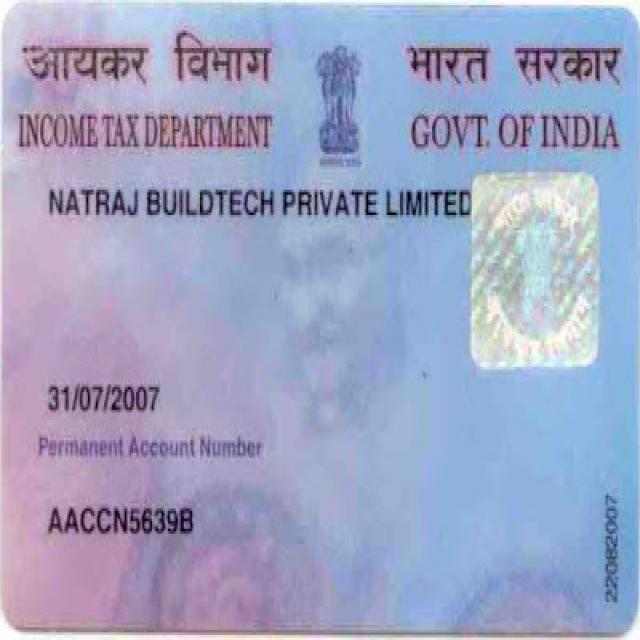 आयकर विभाग भारत सरकार
INCOME TAX DEPARTMENT GOVT. OF INDIA
NATRAJ BUILDTECH PRIVATE LIMITED
31/07/2007
Permanent Account Number
AACCN5639B
22082007